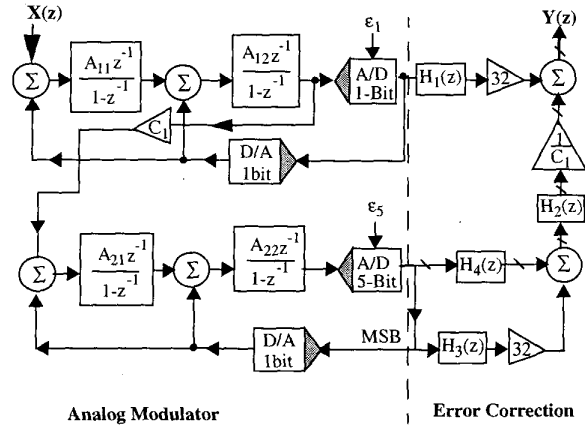 X(z)
Y(z)
ε1
Σ
A11z^-1
1-z^-1
Σ
A12z^-1
1-z^-1
A/D
1-Bit
H1(z)
32
Σ
C1
D/A
1bit
1
C1
H2(z)
ε5
Σ
A21z^-1
1-z^-1
Σ
A22z^-1
1-z^-1
A/D
5-Bit
H4(z)
Σ
D/A
1bit
MSB
H3(z)
32
Analog Modulator
Error Correction